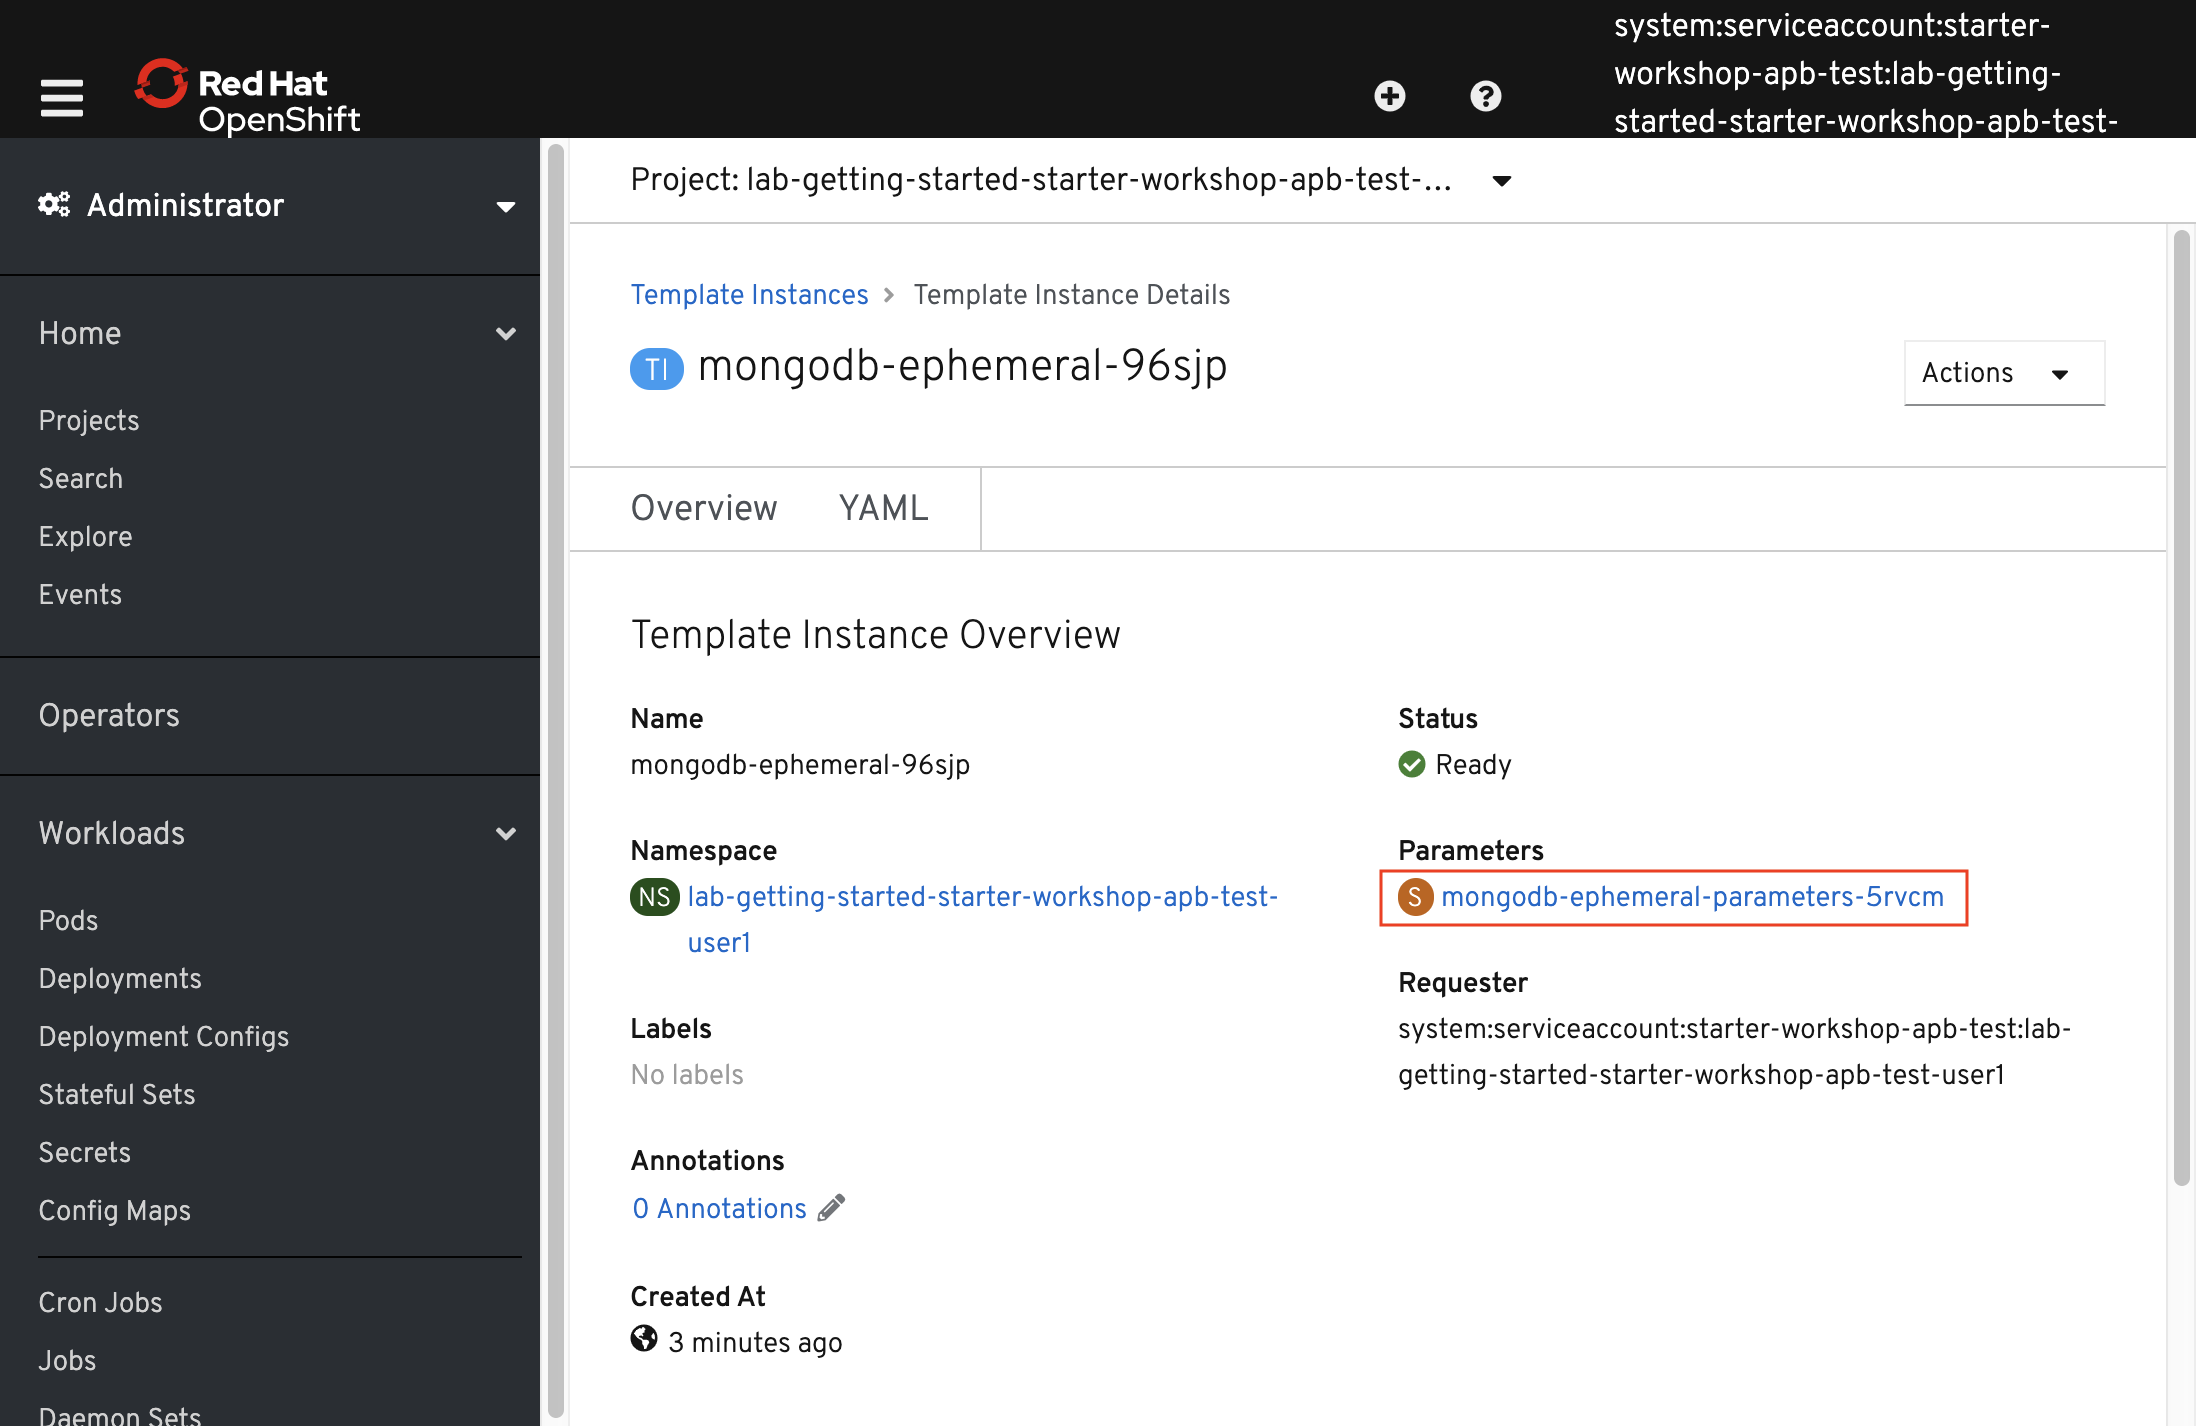 system:serviceaccount:starter-
workshop-apb-test:lab-getting-
started-starter-workshop-apb-test-
Red Hat
OpenShift
Administrator
Home
Projects
Search
Explore
Events
Operators
Workloads
Pods
Deployments
Deployment Configs
Stateful Sets
Secrets
Config Maps
Cron Jobs
Jobs
Daemon Sets
Project: lab-getting-started-starter-workshop-apb-test-...
Template Instances > Template Instance Details
TI mongodb-ephemeral-96sjp
Actions
Overview YAML
Template Instance Overview
Name
mongodb-ephemeral-96sjp
Namespace
NS lab-getting-started-starter-workshop-apb-test-
user1
Labels
No labels
Annotations
0 Annotations
Created At
3 minutes ago
Status
Ready
Parameters
S mongodb-ephemeral-parameters-5rvcm
Requester
system:serviceaccount:starter-workshop-apb-test:lab-
getting-started-starter-workshop-apb-test-user1